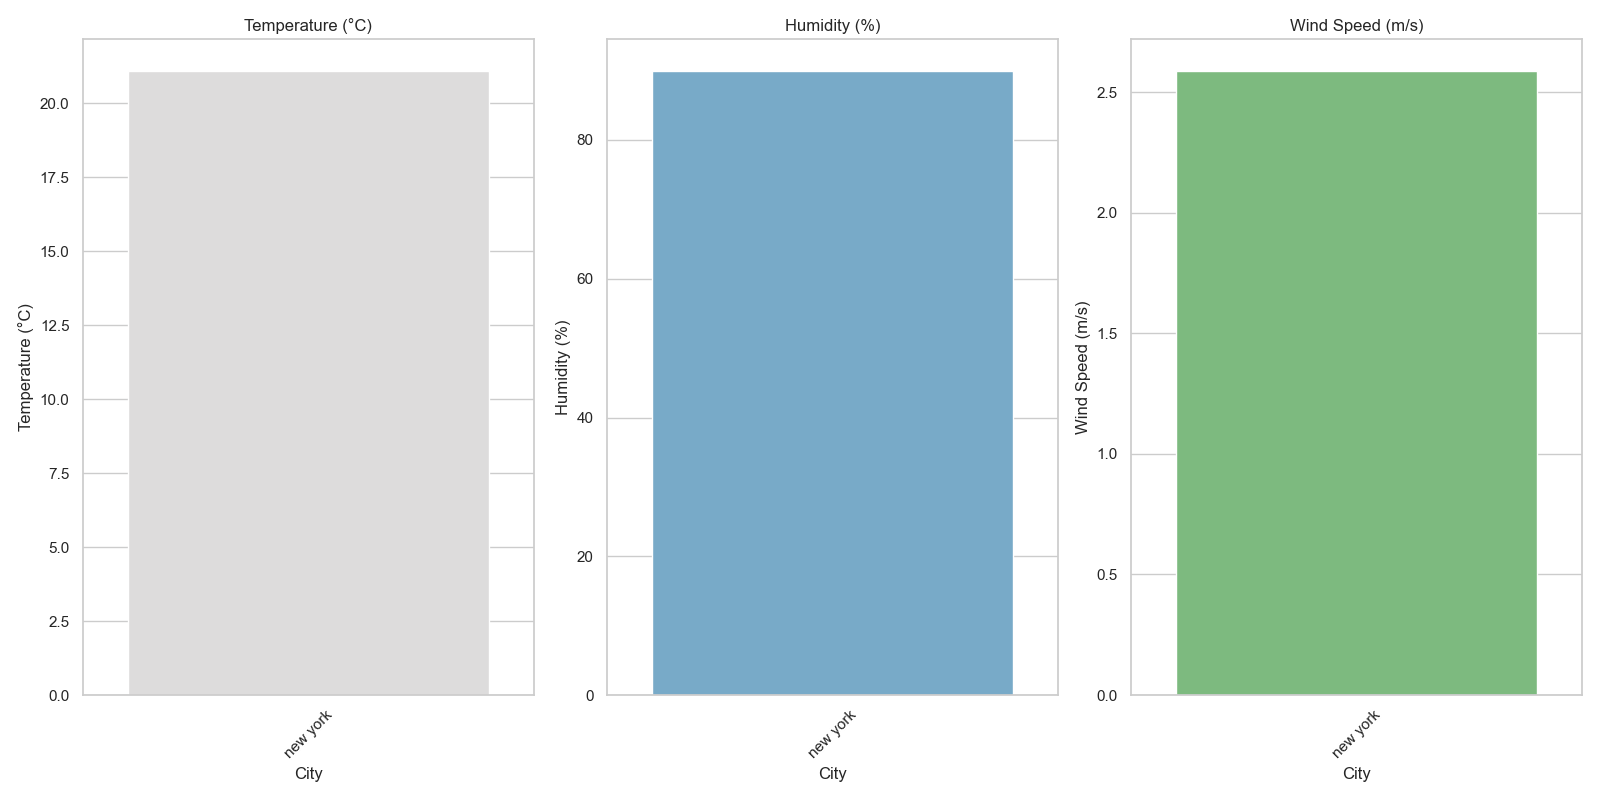 Temperature (°C)
20.0
17.5
15.0
12.5
10.0
7.5
5.0
2.5
0.0
Temperature (°C)
new york
City
Humidity (%)
80
60
40
20
0
Humidity (%)
new york
City
Wind Speed (m/s)
2.5
2.0
1.5
1.0
0.5
0.0
Wind Speed (m/s)
new york
City